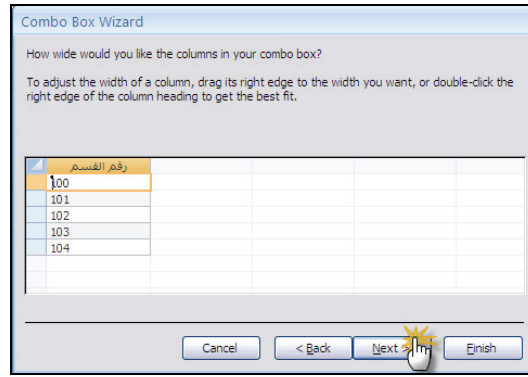 Combo Box Wizard
How wide would you like the columns in your combo box?
To adjust the width of a column, drag its right edge to the width you want, or double-click the
right edge of the column heading to get the best fit.
رقم القسم
100
101
102
103
104
Cancel
< Back
Next >
Finish